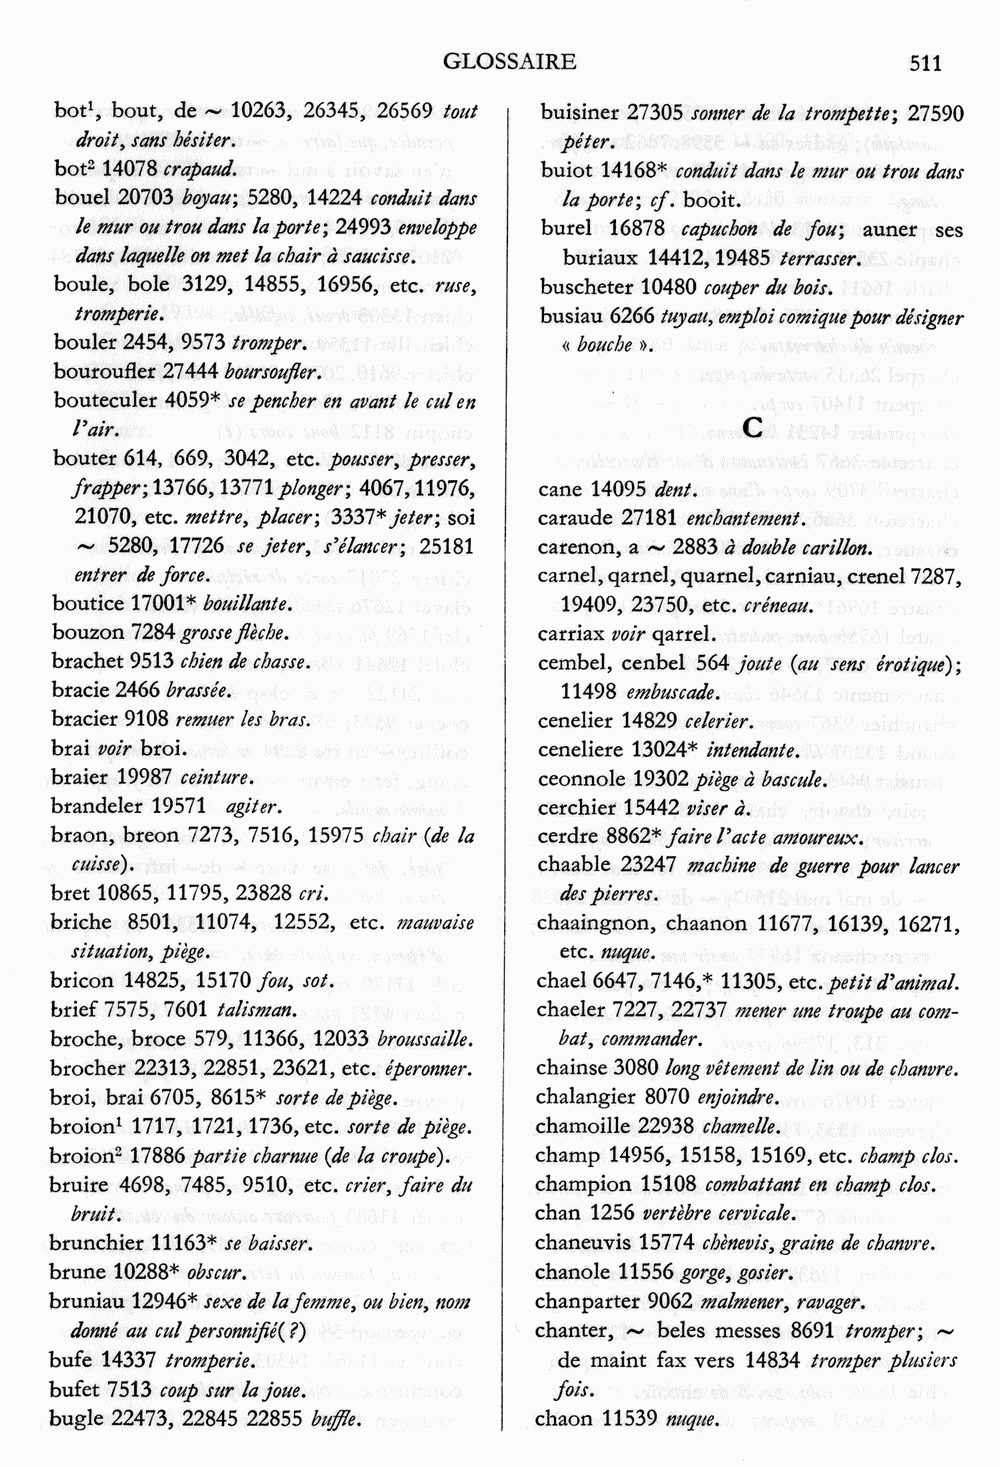 GLOSSAIRE 511
bot¹, bout, de ~ 10263, 26345, 26569 tout
droit, sans hésiter.
bot² 14078 crapaud.
bouel 20703 boyau; 5280, 14224 conduit dans
le mur ou trou dans la porte; 24993 enveloppe
dans laquelle on met la chair à saucisse.
boule, bole 3129, 14855, 16956, etc. ruse,
tromperie.
bouler 2454, 9573 tromper.
bouroufler 27444 boursoufler.
bouteculer 4059* se pencher en avant le cul en
l'air.
bouter 614, 669, 3042, etc. pousser, presser,
frapper; 13766, 13771 plonger; 4067, 11976,
21070, etc. mettre, placer; 3337* jeter; soi
~ 5280, 17726 se jeter, s'élancer; 25181
entrer de force.
boutice 17001* bouillante.
bouzon 7284 grosse flèche.
brachet 9513 chien de chasse.
bracie 2466 brassée.
bracier 9108 remuer les bras.
brai voir broi.
braier 19987 ceinture.
brandeler 19571 agiter.
braon, breon 7273, 7516, 15975 chair (de la
cuisse).
bret 10865, 11795, 23828 cri.
briche 8501, 11074, 12552, etc. mauvaise
situation, piège.
bricon 14825, 15170 fou, sot.
brief 7575, 7601 talisman.
broche, broce 579, 11366, 12033 broussaille.
brocher 22313, 22851, 23621, etc. éperonner.
broi, brai 6705, 8615* sorte de piège.
broion¹ 1717, 1721, 1736, etc. sorte de piège.
broion² 17886 partie charnue (de la croupe).
bruire 4698, 7485, 9510, etc. crier, faire du
bruit.
brunchier 11163* se baisser.
brune 10288* obscur.
bruniau 12946* sexe de la femme, ou bien, nom
donné au cul personnifié(?)
bufe 14337 tromperie.
bufet 7513 coup sur la joue.
bugle 22473, 22845 22855 buffle.
buisiner 27305 sonner de la trompette; 27590
péter.
buiot 14168* conduit dans le mur ou trou dans
la porte; cf. booit.
burel 16878 capuchon de fou; auner ses
buriaux 14412, 19485 terrasser.
buscheter 10480 couper du bois.
busiau 6266 tuyau, emploi comique pour désigner
« bouche ».
C
cane 14095 dent.
caraude 27181 enchantement.
carenon, a ~ 2883 à double carillon.
carnel, qarnel, quarnel, carniau, crenel 7287,
19409, 23750, etc. créneau.
carriax voir qarrel.
cembel, cenbel 564 joute (au sens érotique);
11498 embuscade.
cenelier 14829 celerier.
ceneliere 13024* intendante.
ceonnole 19302 piège à bascule.
cerchier 15442 viser à.
cerdre 8862* faire l'acte amoureux.
chaable 23247 machine de guerre pour lancer
des pierres.
chaaingnon, chaanon 11677, 16139, 16271,
etc. nuque.
chael 6647, 7146,* 11305, etc. petit d'animal.
chaeler 7227, 22737 mener une troupe au com-
bat, commander.
chainse 3080 long vêtement de lin ou de chanvre.
chalangier 8070 enjoindre.
chamoille 22938 chamelle.
champ 14956, 15158, 15169, etc. champ clos.
champion 15108 combattant en champ clos.
chan 1256 vertèbre cervicale.
chaneuvis 15774 chènevis, graine de chanvre.
chanole 11556 gorge, gosier.
chanparter 9062 malmener, ravager.
chanter, ~ beles messes 8691 tromper; ~
de maint fax vers 14834 tromper plusiers
fois.
chaon 11539 nuque.